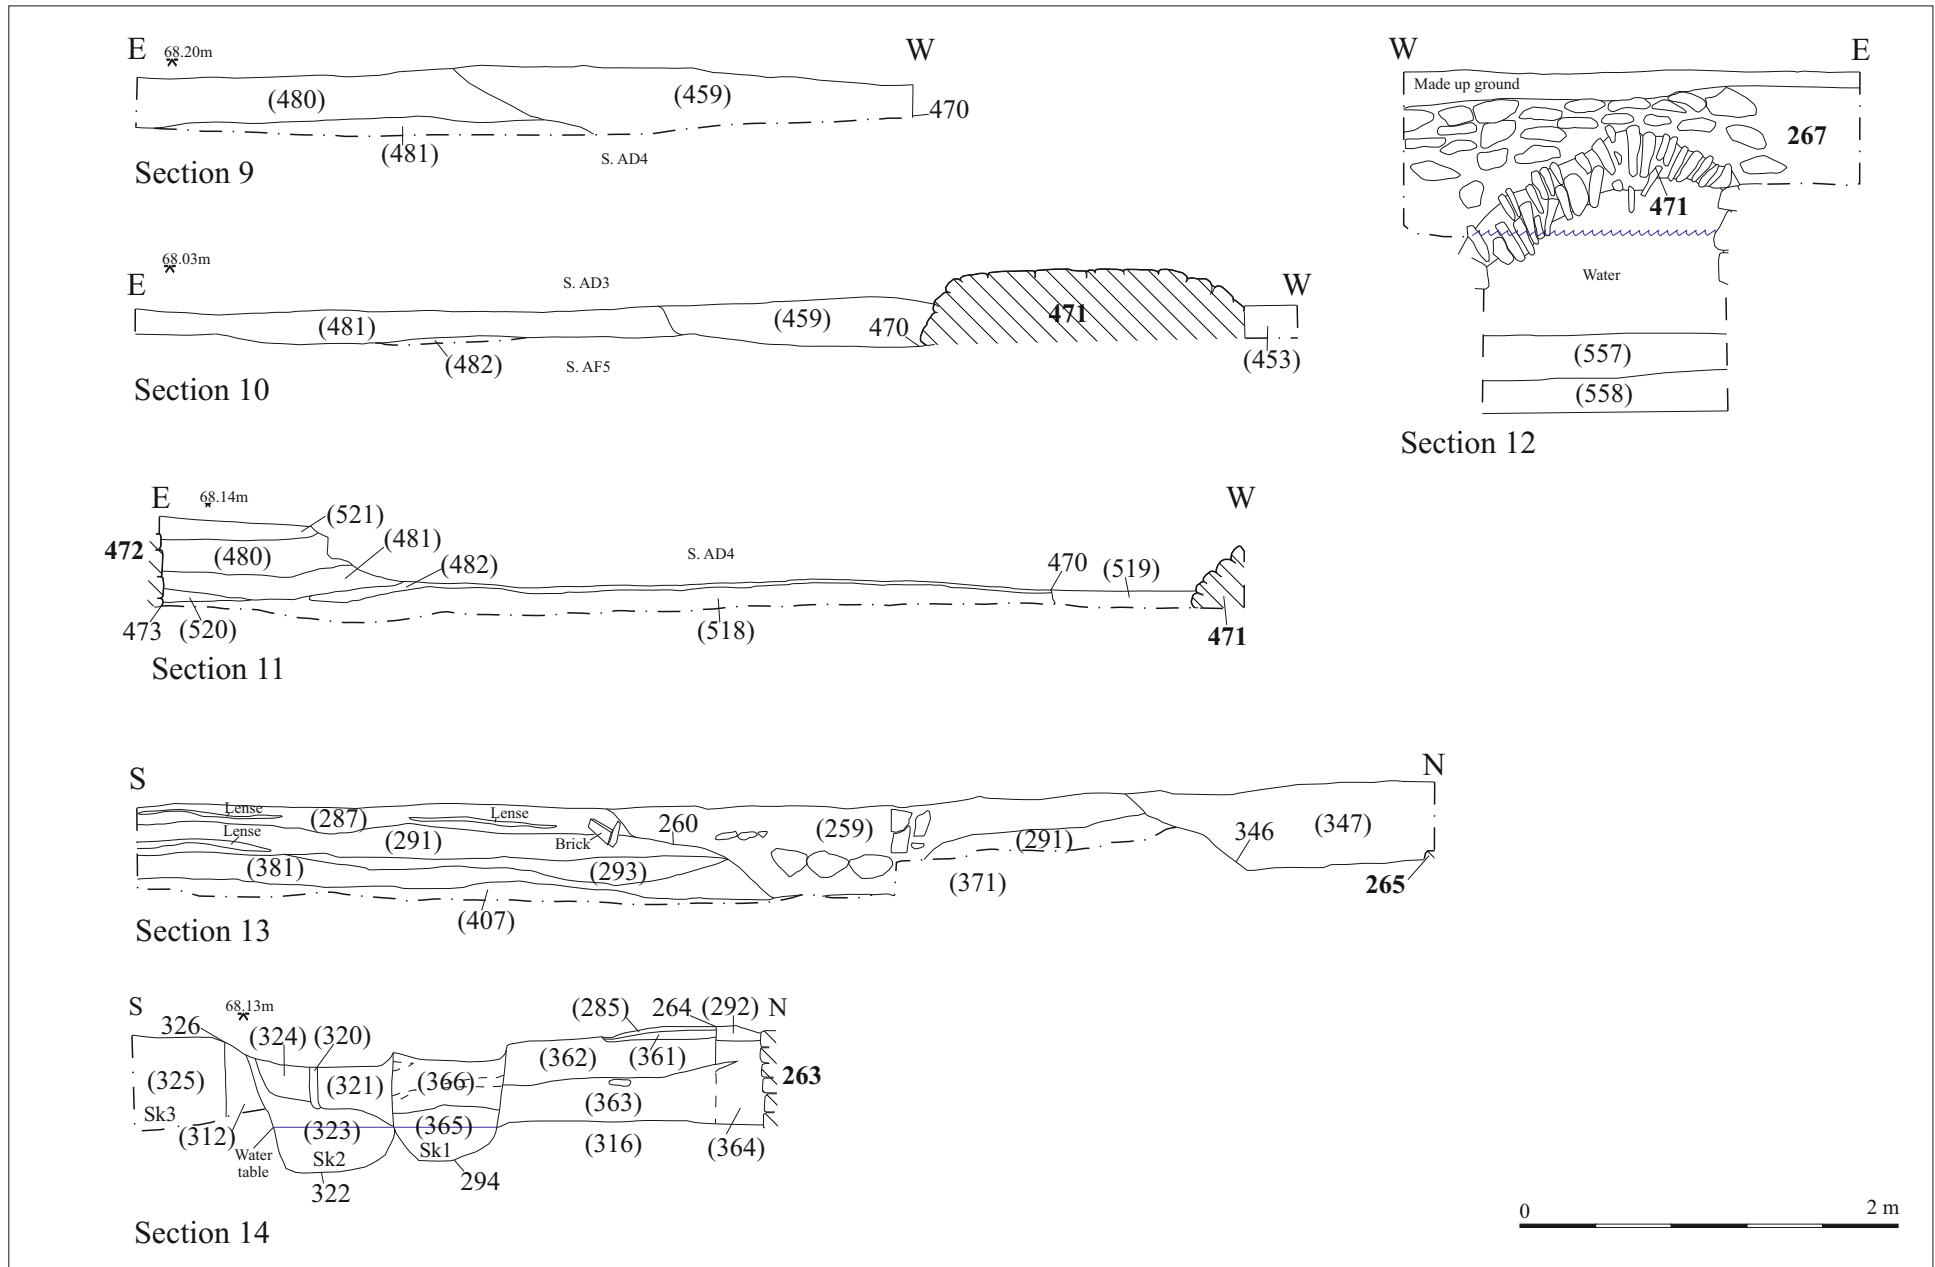 E
68.20m
W
(480)
(459)
470
(481)
S. AD4
Section 9
W
E
Made up ground
267
471
Water
(557)
(558)
Section 12
68.03m
E
S. AD3
W
(481)
(459)
470
471
(482)
S. AF5
(453)
Section 10
E
68.14m
W
(521)
472
(480)
(481)
(482)
S. AD4
470
(519)
473
(520)
(518)
471
Section 11
S
N
Lense
(287)
Lense
Lense
(291)
Brick
260
(259)
(291)
346
(347)
(381)
(293)
(371)
265
(407)
Section 13
S
68.13m
(285)
264
(292)
N
326
(324)
(320)
(325)
(321)
(366)
(362)
(361)
263
Sk3
(312)
(323)
(365)
(363)
Water
table
Sk2
Sk1
(316)
(364)
322
294
Section 14
0
2 m